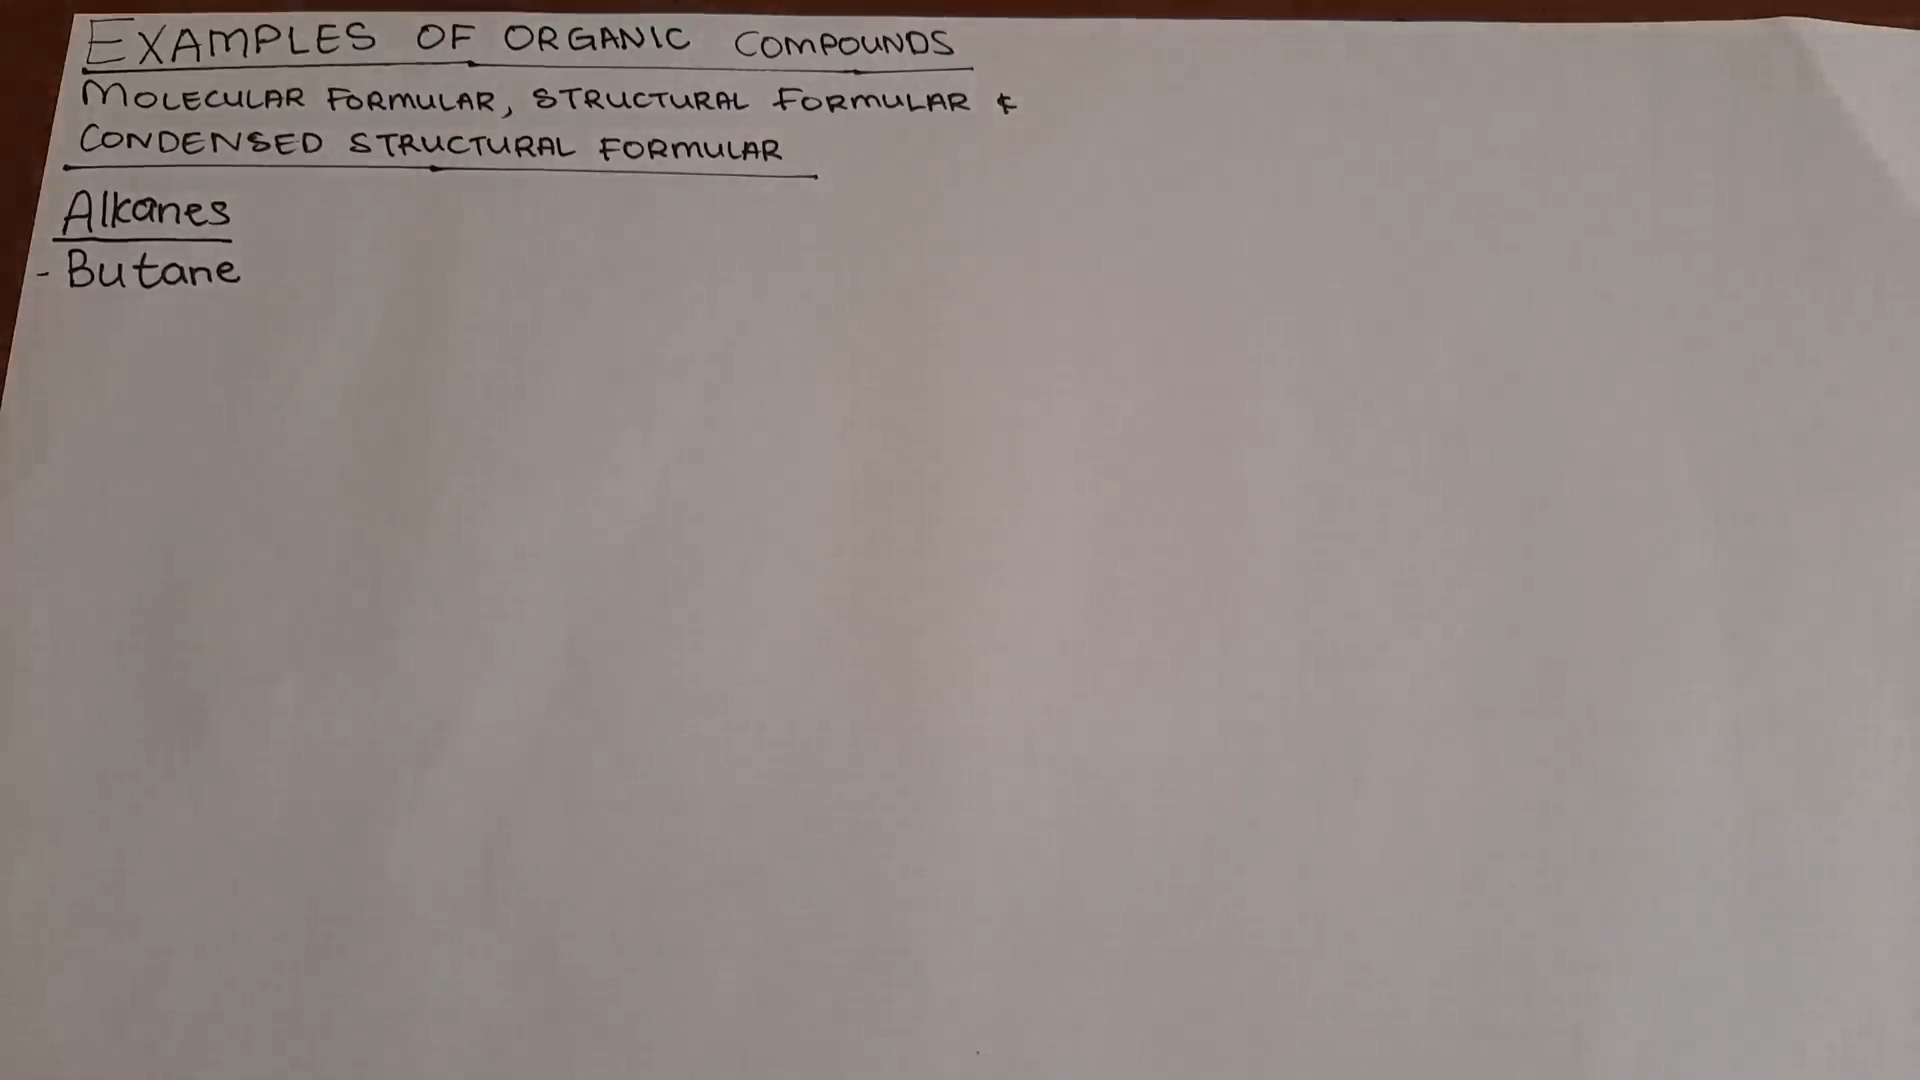 EXAMPLES OF ORGANIC COMPOUNDS
MOLECULAR FORMULAR, STRUCTURAL FORMULAR &
CONDENSED STRUCTURAL FORMULAR
Alkanes
- Butane